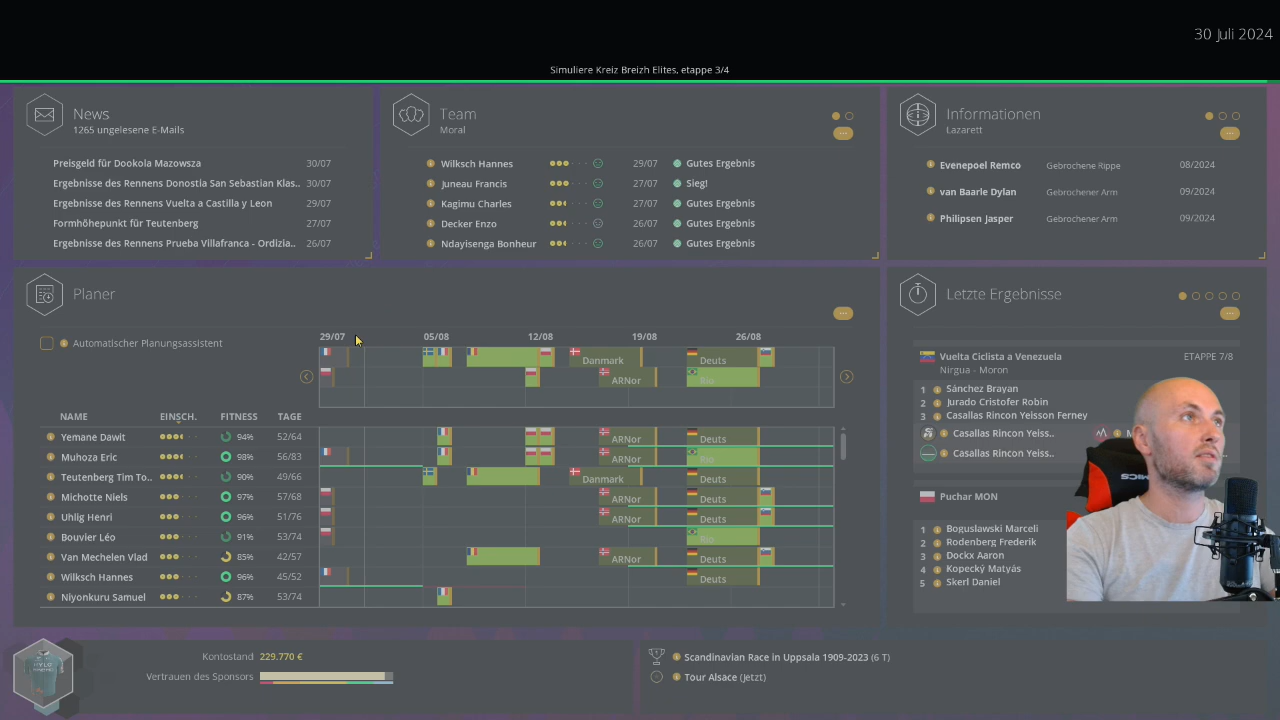 30 Juli 2024
Simuliere Kreiz Breizh Elites, etappe 3/4
News
1265 ungelesene E-Mails
Preisgeld für Dookola Mazowsza 30/07
Ergebnisse des Rennens Donostia San Sebastian Klas.. 30/07
Ergebnisse des Rennens Vuelta a Castilla y Leon 29/07
Formhöhepunkt für Teutenberg 27/07
Ergebnisse des Rennens Prueba Villafranca - Ordizia.. 26/07
Team
Moral
Wilksch Hannes 29/07 Gutes Ergebnis
Juneau Francis 27/07 Sieg!
Kagimu Charles 27/07 Gutes Ergebnis
Decker Enzo 26/07 Gutes Ergebnis
Ndayisenga Bonheur 26/07 Gutes Ergebnis
Informationen
Lazarett
Evenepoel Remco Gebrochene Rippe 08/2024
van Baarle Dylan Gebrochener Arm 09/2024
Philipsen Jasper Gebrochener Arm 09/2024
Planer
Automatischer Planungsassistent
29/07 05/08 12/08 19/08 26/08
Danmark Deuts
ARNor Rio
NAME EINSCH. FITNESS TAGE
Yemane Dawit 94% 52/64 ARNor Deuts
Muhoza Eric 98% 56/83 ARNor Rio
Teutenberg Tim To.. 90% 49/66 Danmark Deuts
Michotte Niels 97% 57/68 ARNor Deuts
Uhlig Henri 96% 51/76 ARNor Deuts
Bouvier Léo 91% 53/74 Rio
Van Mechelen Vlad 85% 42/57 ARNor Deuts
Wilksch Hannes 96% 45/52 Deuts
Niyonkuru Samuel 87% 53/74
Letzte Ergebnisse
Vuelta Ciclista a Venezuela ETAPPE 7/8
Nirgua - Moron
1 Sánchez Brayan
2 Jurado Cristofer Robin
3 Casallas Rincon Yeisson Ferney
Casallas Rincon Yeiss..
Casallas Rincon Yeiss..
Puchar MON
1 Boguslawski Marceli
2 Rodenberg Frederik
3 Dockx Aaron
4 Kopecký Matyás
5 Skerl Daniel
Kontostand 229.770 €
Vertrauen des Sponsors
Scandinavian Race in Uppsala 1909-2023 (6 T)
Tour Alsace (Jetzt)